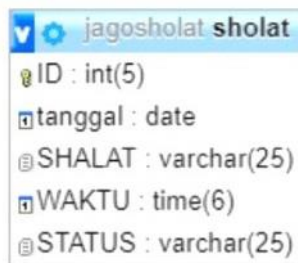 jagosholat sholat
ID : int(5)
tanggal : date
SHALAT : varchar(25)
WAKTU : time(6)
STATUS : varchar(25)